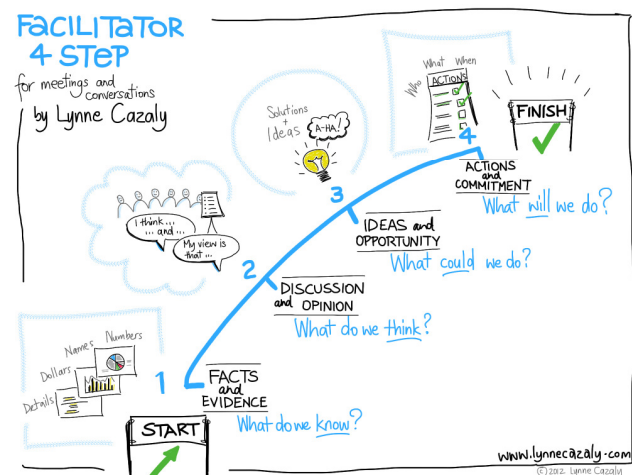 FACILITATOR
4 STEP
for meetings and
conversations
by Lynne Cazaly
What When
Who
ACTIONS
FINISH
4
ACTIONS
and
COMMITMENT
What will we do?
Solutions
+
Ideas
A-HA!
3
IDEAS and
OPPORTUNITY
What could we do?
I think...
... and ...
My view is
that ...
2
DISCUSSION
and OPINION
What do we think?
Names Numbers
Dollars
Details
1
FACTS
and
EVIDENCE
What do we know?
START
www.lynnecazaly.com
©2012 Lynne Cazaly